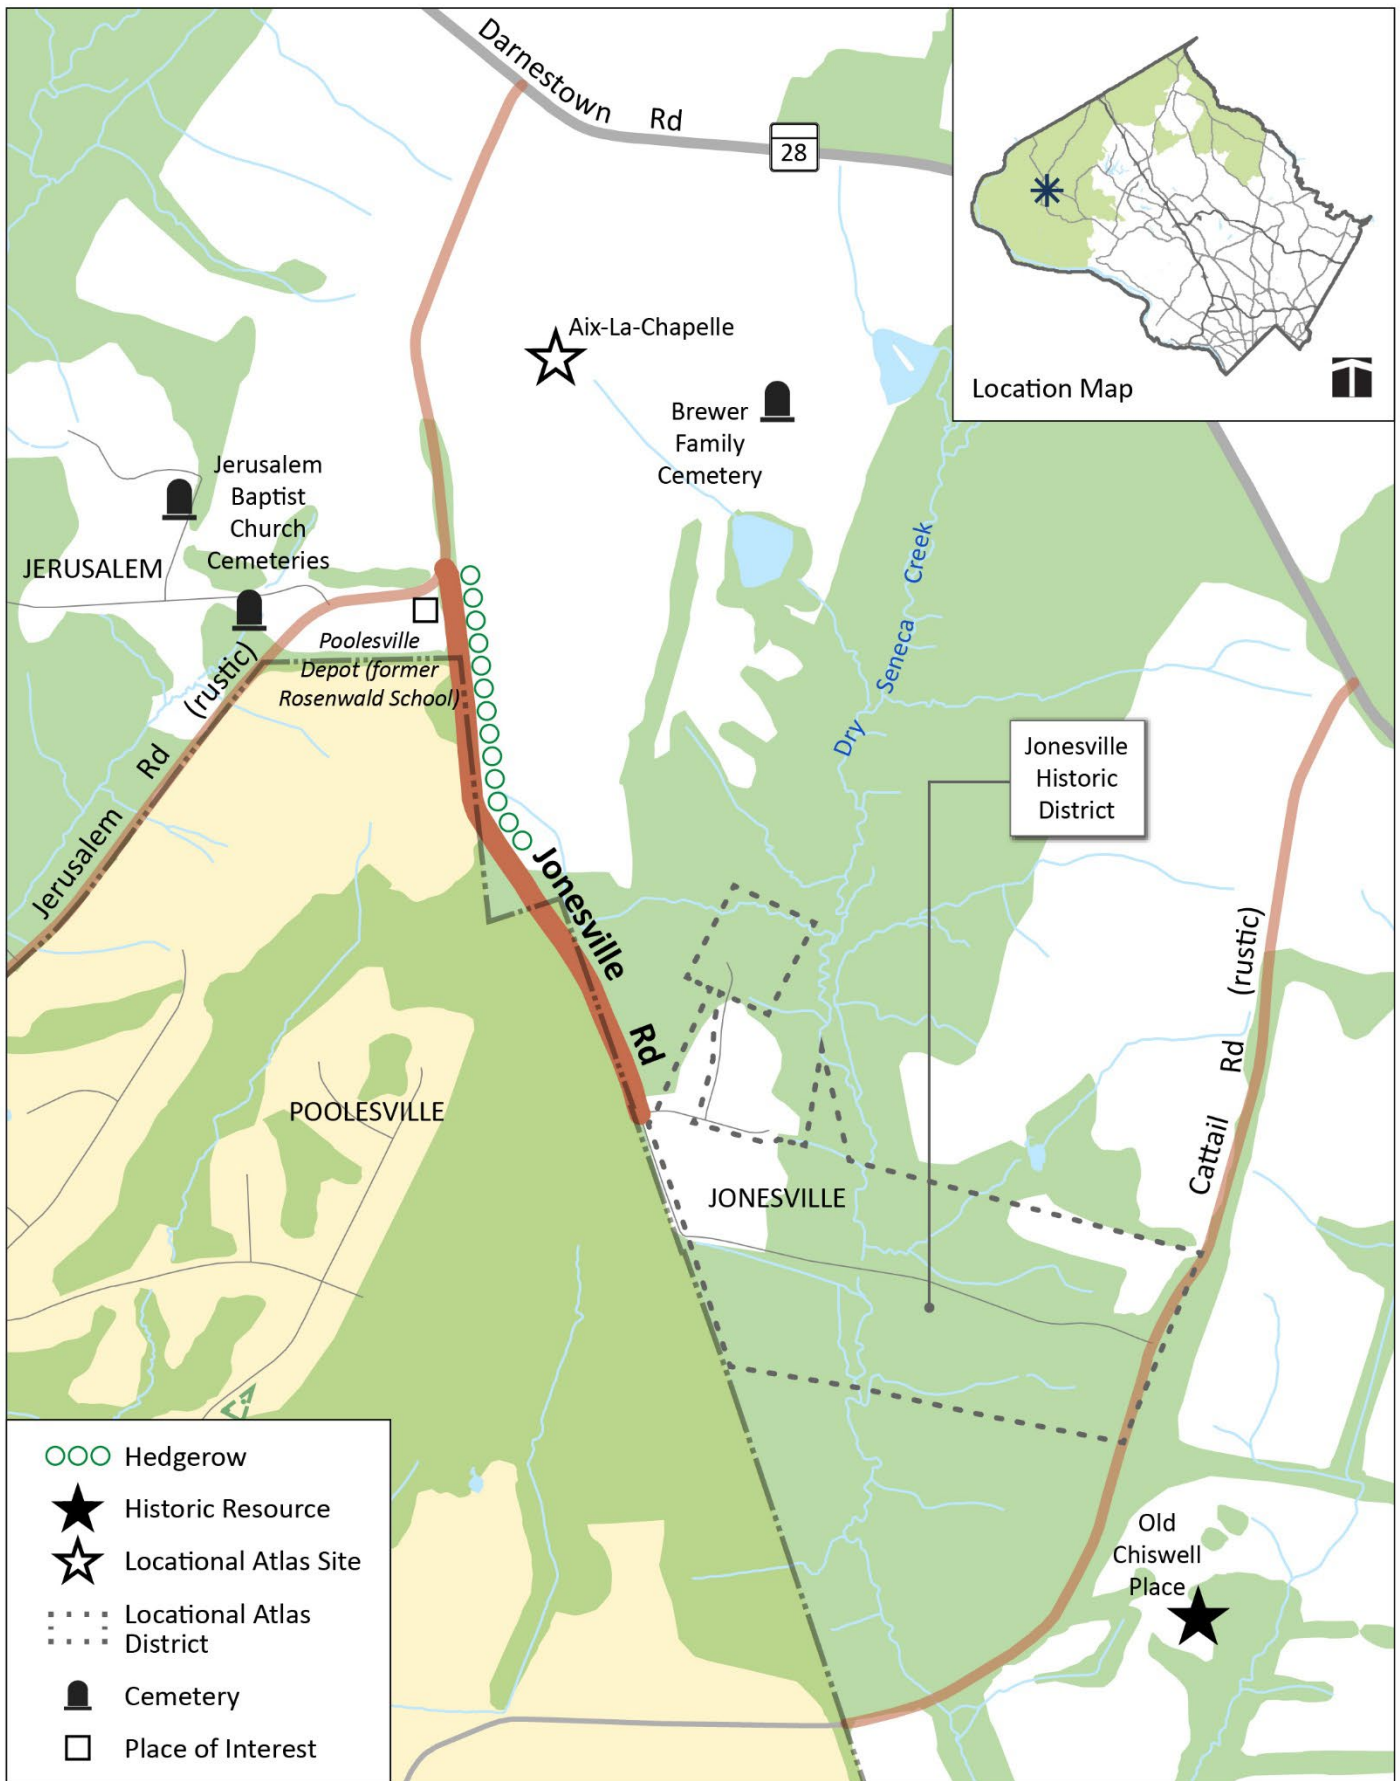 Darnestown Rd
28
Location Map
Aix-La-Chapelle
Brewer
Family
Cemetery
Jerusalem
Baptist
Church
Cemeteries
JERUSALEM
Poolesville
Depot (former
Rosenwald School)
Jerusalem Rd (rustic)
Dry Seneca Creek
Jonesville
Historic
District
Jonesville Rd
Cattail Rd (rustic)
POOLESVILLE
JONESVILLE
Old
Chiswell
Place
Hedgerow
Historic Resource
Locational Atlas Site
Locational Atlas
District
Cemetery
Place of Interest